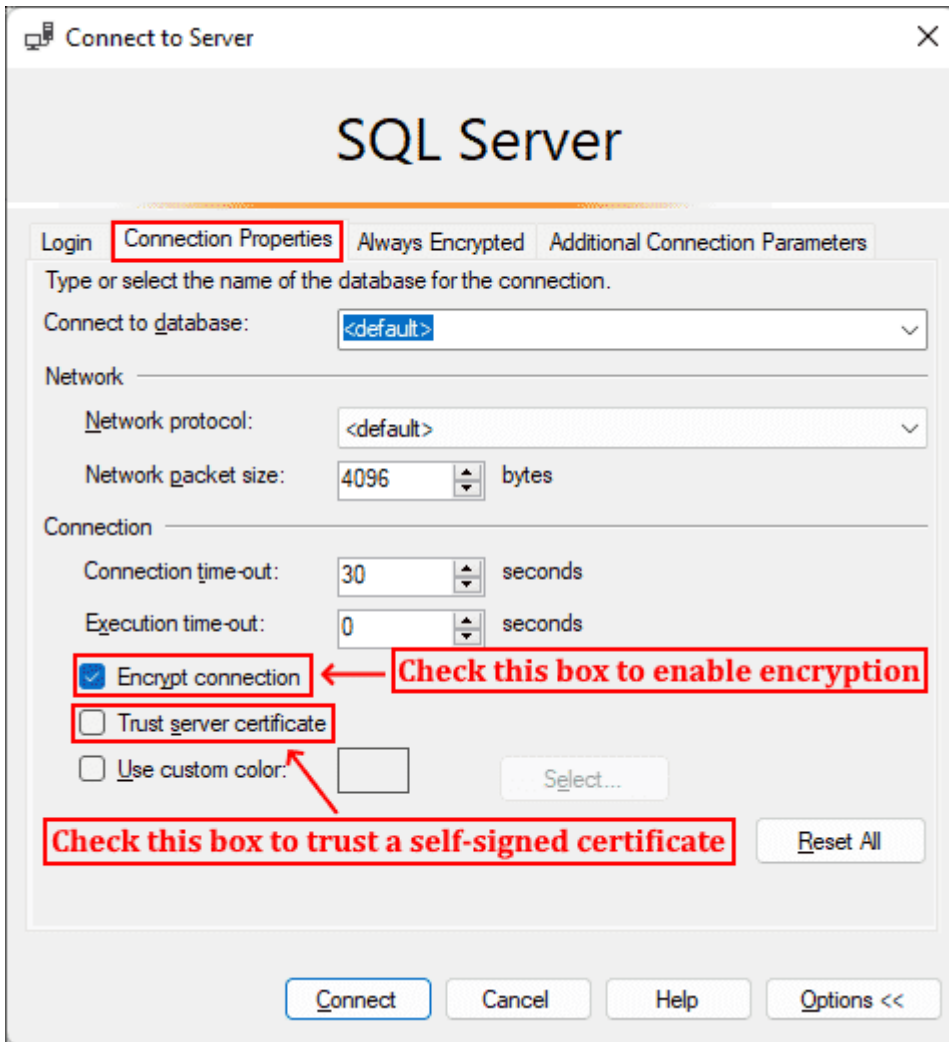 Connect to Server
SQL Server
Login Connection Properties Always Encrypted Additional Connection Parameters
Type or select the name of the database for the connection.
Connect to database: <default>
Network
Network protocol: <default>
Network packet size: 4096 bytes
Connection
Connection time-out: 30 seconds
Execution time-out: 0 seconds
Encrypt connection Check this box to enable encryption
Trust server certificate
Use custom color: Select...
Check this box to trust a self-signed certificate Reset All
Connect Cancel Help Options <<